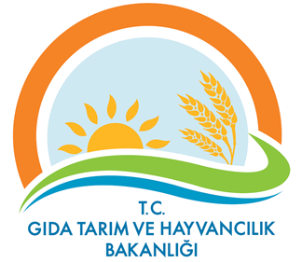 T.C.
GIDA TARIM VE HAYVANCILIK
BAKANLIĞI